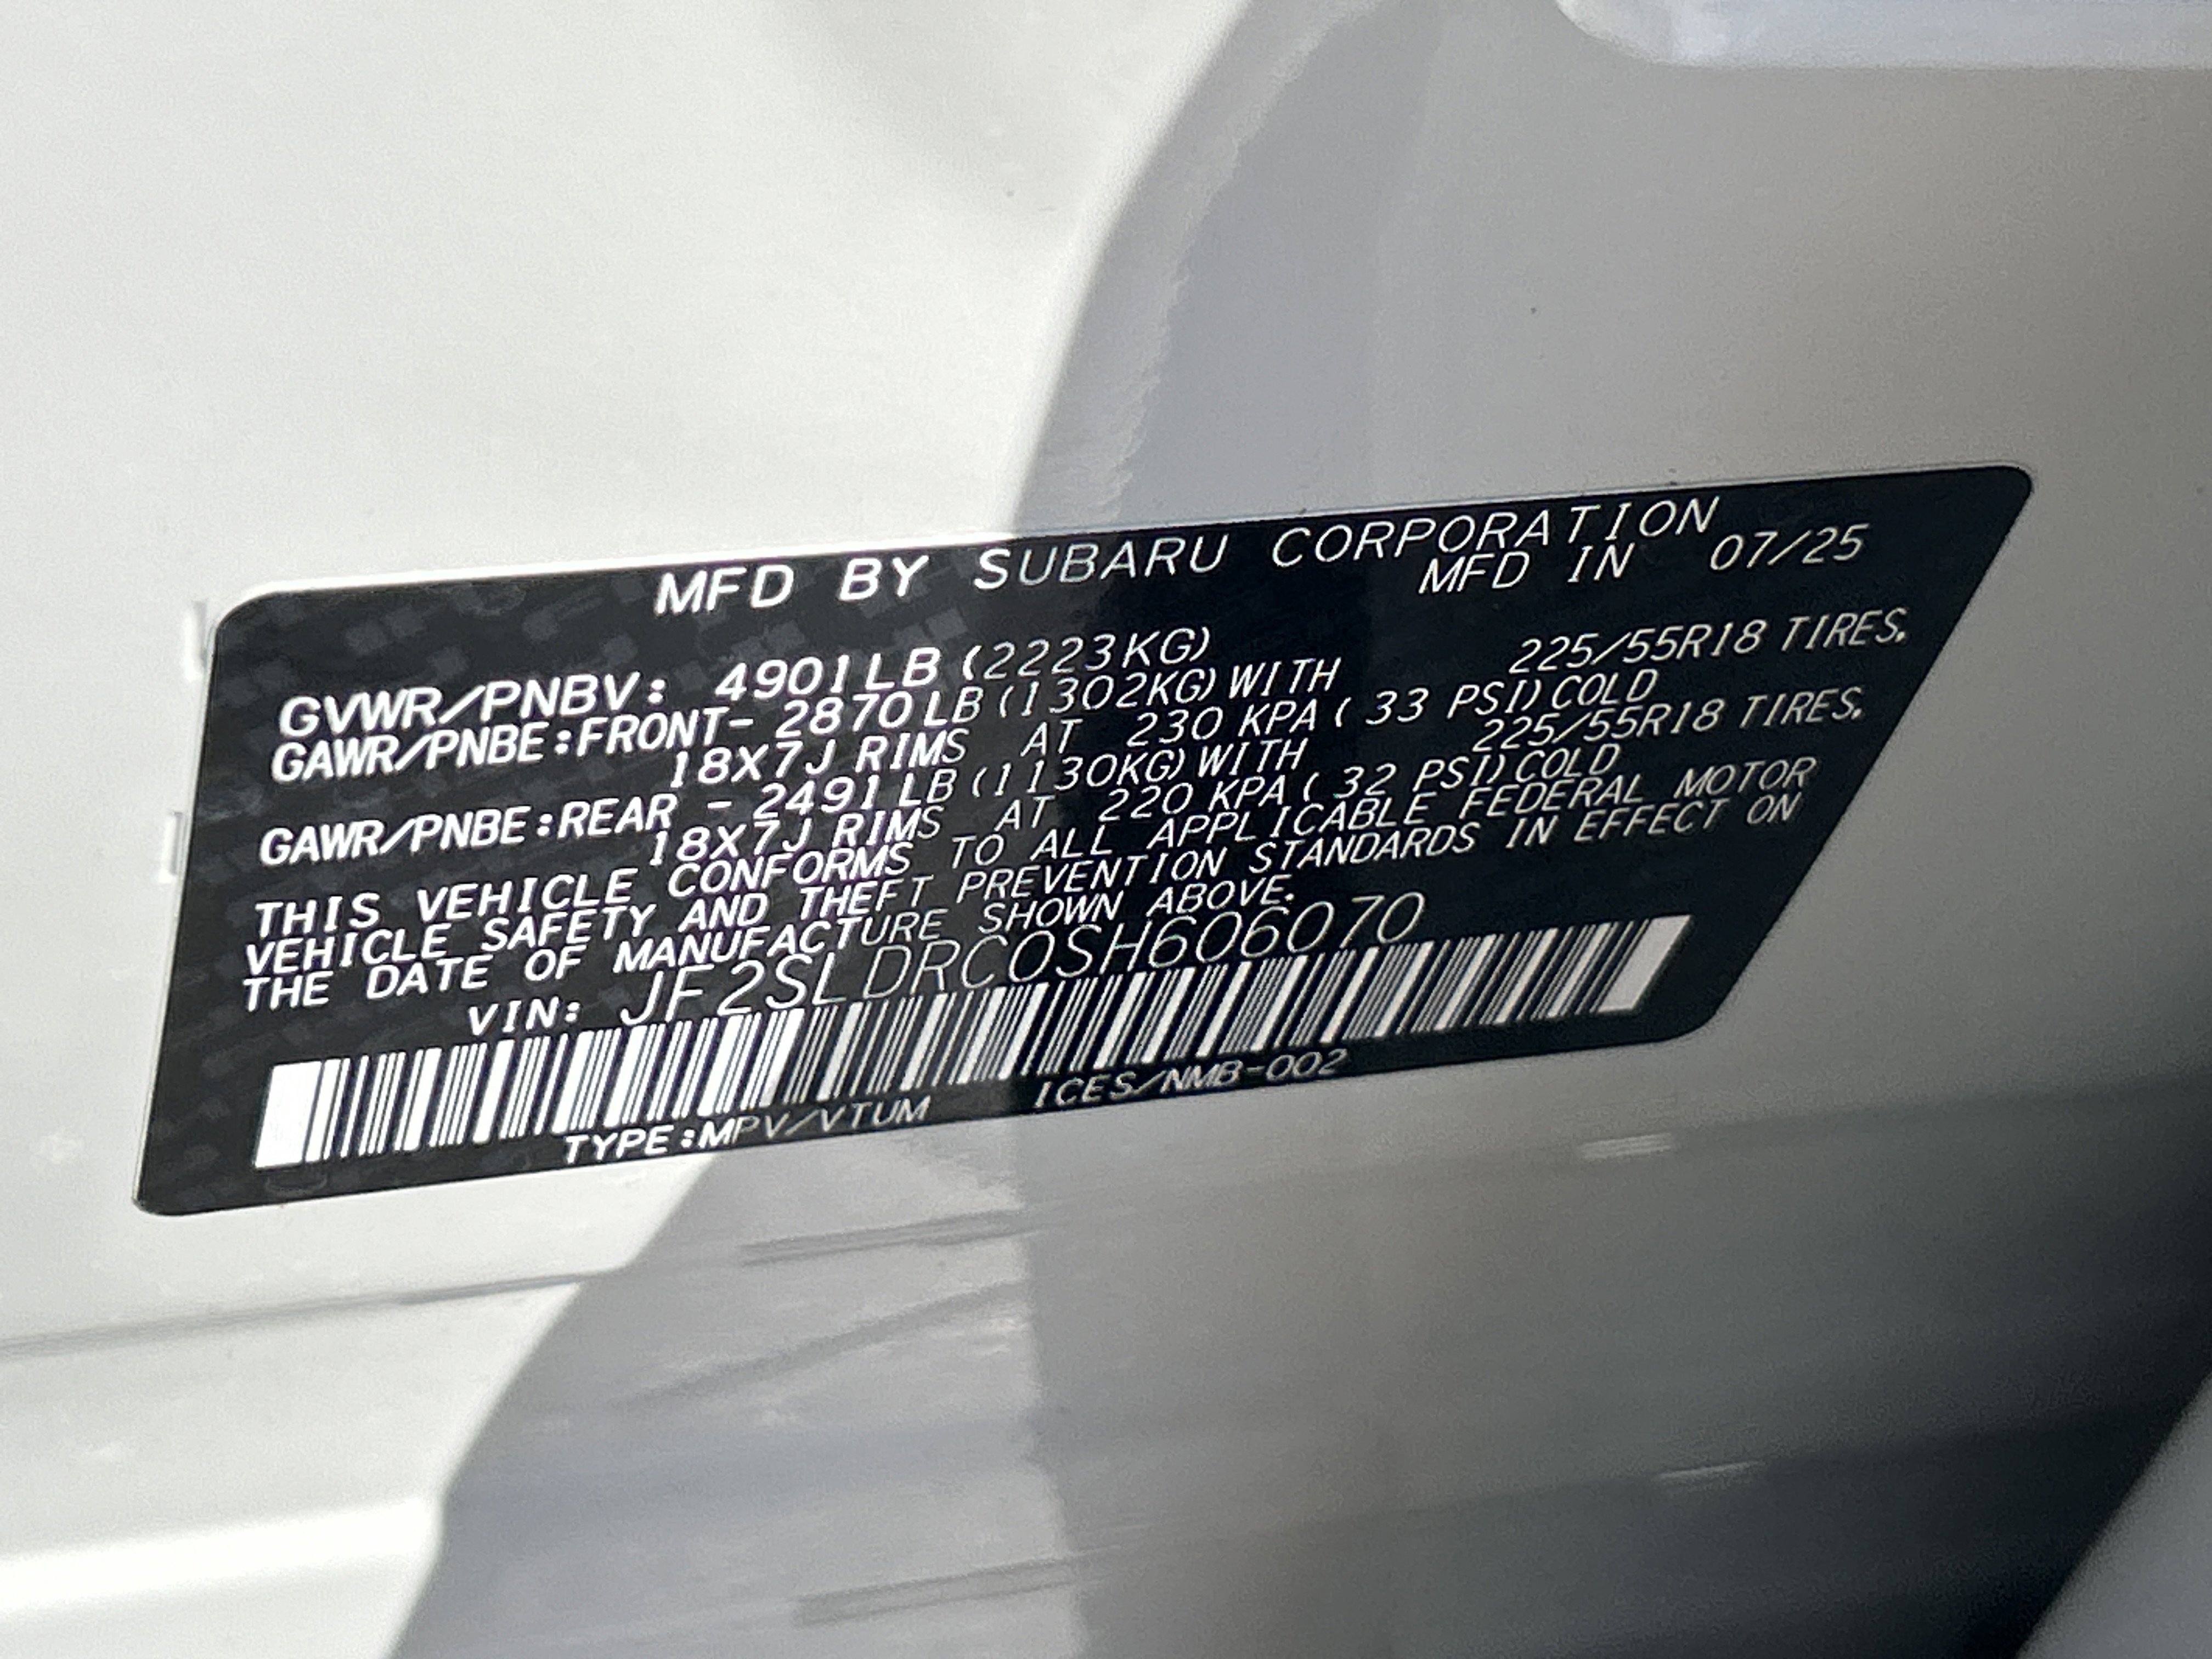 MFD BY SUBARU CORPORATION
MFD IN 07/25
GVWR/PNBV: 4901LB(2223KG)
GAWR/PNBE:FRONT- 2870LB(1302KG)WITH 225/55R18 TIRES.
18X7J RIMS AT 230 KPA( 33 PSI)COLD
GAWR/PNBE:REAR - 2491LB(1130KG)WITH 225/55R18 TIRES.
18X7J RIMS AT 220 KPA( 32 PSI)COLD
THIS VEHICLE CONFORMS TO ALL APPLICABLE FEDERAL MOTOR
VEHICLE SAFETY AND THEFT PREVENTION STANDARDS IN EFFECT ON
THE DATE OF MANUFACTURE SHOWN ABOVE.
VIN: JF2SLDRC0SH606070
TYPE:MPV/VTUM ICES/NMB-002